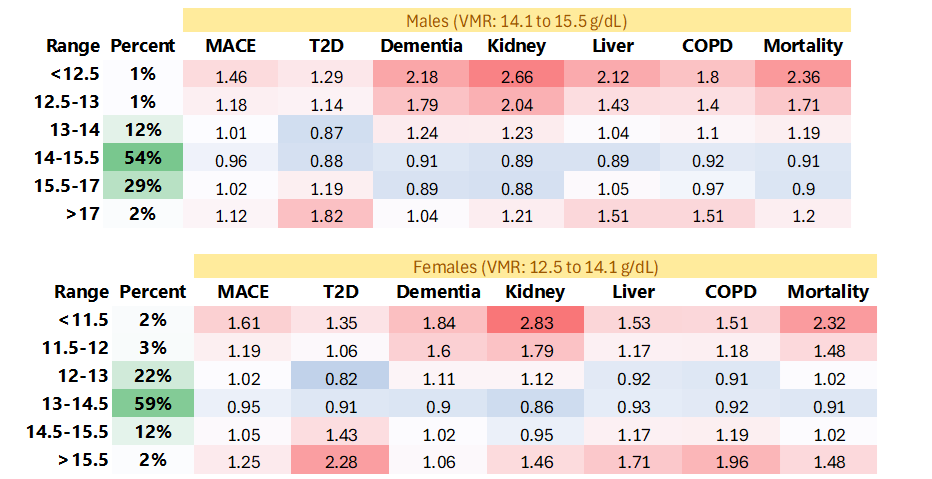 Males (VMR: 14.1 to 15.5 g/dL)
Range Percent MACE T2D Dementia Kidney Liver COPD Mortality
<12.5 1% 1.46 1.29 2.18 2.66 2.12 1.8 2.36
12.5-13 1% 1.18 1.14 1.79 2.04 1.43 1.4 1.71
13-14 12% 1.01 0.87 1.24 1.23 1.04 1.1 1.19
14-15.5 54% 0.96 0.88 0.91 0.89 0.89 0.92 0.91
15.5-17 29% 1.02 1.19 0.89 0.88 1.05 0.97 0.9
>17 2% 1.12 1.82 1.04 1.21 1.51 1.51 1.2
Females (VMR: 12.5 to 14.1 g/dL)
Range Percent MACE T2D Dementia Kidney Liver COPD Mortality
<11.5 2% 1.61 1.35 1.84 2.83 1.53 1.51 2.32
11.5-12 3% 1.19 1.06 1.6 1.79 1.17 1.18 1.48
12-13 22% 1.02 0.82 1.11 1.12 0.92 0.91 1.02
13-14.5 59% 0.95 0.91 0.9 0.86 0.93 0.92 0.91
14.5-15.5 12% 1.05 1.43 1.02 0.95 1.17 1.19 1.02
>15.5 2% 1.25 2.28 1.06 1.46 1.71 1.96 1.48